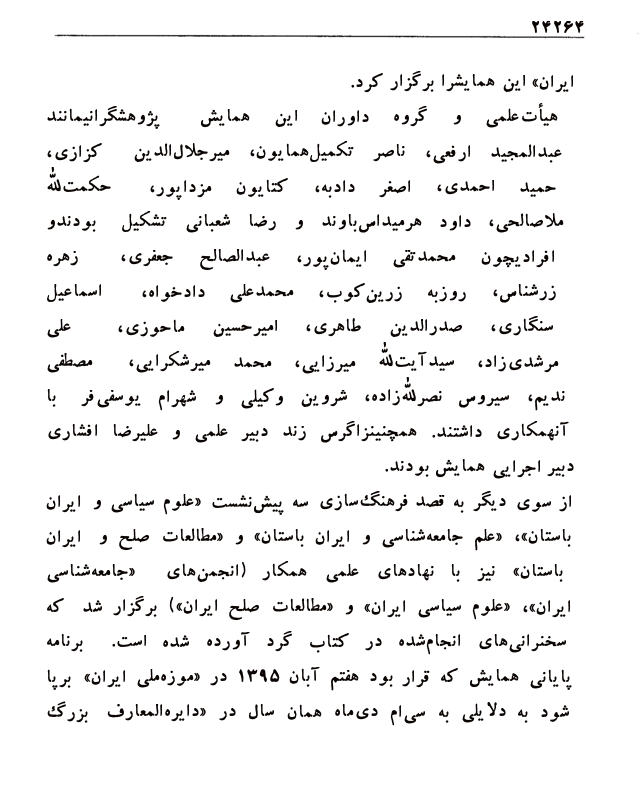 ۲۴۲۶۴
ایران» این همایشرا برگزار کرد.
هیأت‌علمی و گروه داوران این همایش پژوهشگرانیمانند
عبدالمجید ارفعی، ناصر تکمیل‌همایون، میرجلال‌الدین کزازی،
حمید احمدی، اصغر دادبه، کتایون مزداپور، حکمت‌الله
ملاصالحی، داود هرمیداس‌باوند و رضا شعبانی تشکیل بودندو
افرادیچون محمدتقی ایمان‌پور، عبدالصالح جعفری، زهره
زرشناس، روزبه زرین‌کوب، محمدعلی دادخواه، اسماعیل
سنگاری، صدرالدین طاهری، امیرحسین ماحوزی، علی
مرشدی‌زاد، سیدآیت‌الله میرزایی، محمد میرشکرایی، مصطفی
ندیم، سیروس نصرالله‌زاده، شروین وکیلی و شهرام یوسفی‌فر با
آنهمکاری داشتند. همچنینزاگرس زند دبیر علمی و علیرضا افشاری
دبیر اجرایی همایش بودند.
از سوی دیگر به قصد فرهنگ‌سازی سه پیش‌نشست «علوم سیاسی و ایران
باستان»، «علم جامعه‌شناسی و ایران باستان» و «مطالعات صلح و ایران
باستان» نیز با نهادهای علمی همکار (انجمن‌های «جامعه‌شناسی
ایران»، «علوم سیاسی ایران» و «مطالعات صلح ایران») برگزار شد که
سخنرانی‌های انجام‌شده در کتاب گرد آورده شده است. برنامه
پایانی همایش که قرار بود هفتم آبان ۱۳۹۵ در «موزه‌ملی ایران» برپا
شود به دلایلی به سی‌ام دی‌ماه همان سال در «دایره‌المعارف بزرگ